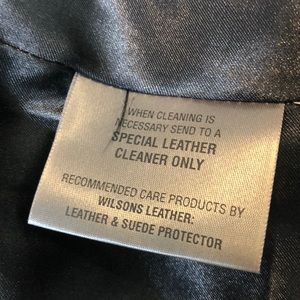 WHEN CLEANING IS
NECESSARY SEND TO A
SPECIAL LEATHER
CLEANER ONLY
RECOMMENDED CARE PRODUCTS BY
WILSONS LEATHER:
LEATHER & SUEDE PROTECTOR